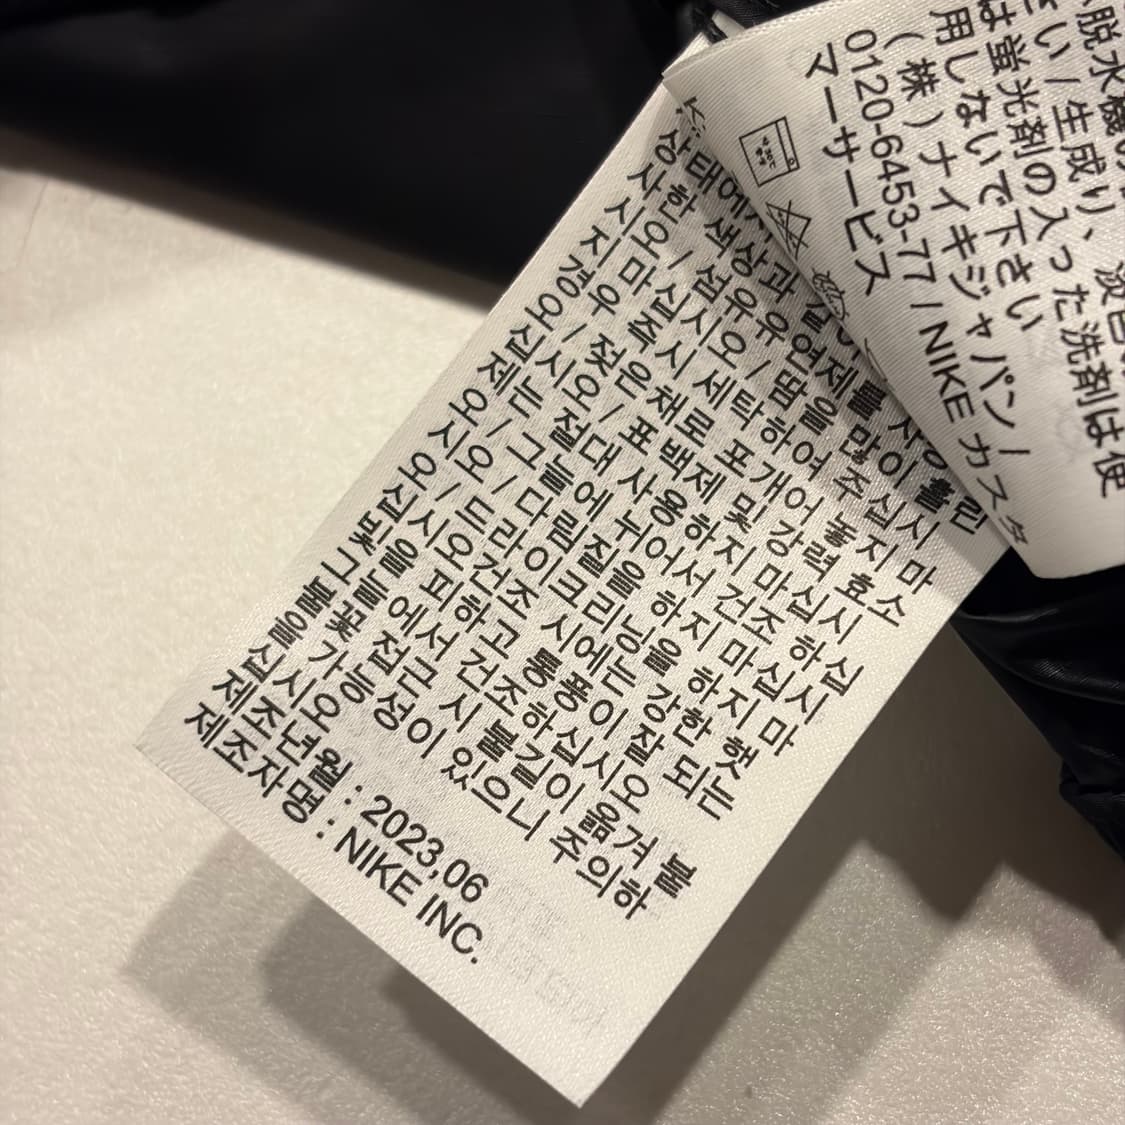 상태에서
사한 색상과
시오 / 섬유유연제를 사용
지 마십시오 / 땀을 많이 흘린
경우 즉시 세탁하여 주십시
오 / 젖은채로 포개어 놓지 마
십시오 / 표백제 및 강력 효소
제는 절대 사용하지 마십시
오 / 그늘에 뉘어서 건조 하십
시오 / 다림질을 하지 마십시
오 / 드라이크리닝을 하지 마
십시오건조 시에는 강한 햇
빛을 피하고 통풍이 잘 되는
그늘에서 건조하십시오
불꽃 접근 시 불길이 옮겨 붙
을 가능성이 있으니 주의하
십시오
제조년월 : 2023,06
제조자명 : NIKE INC.
脱水機の
さい / 生成り、淡色
は蛍光剤の入った洗剤は使
用しないで下さい
(株) ナイキジャパン /
0120-6453-77 / NIKE カスタ
マーサービス